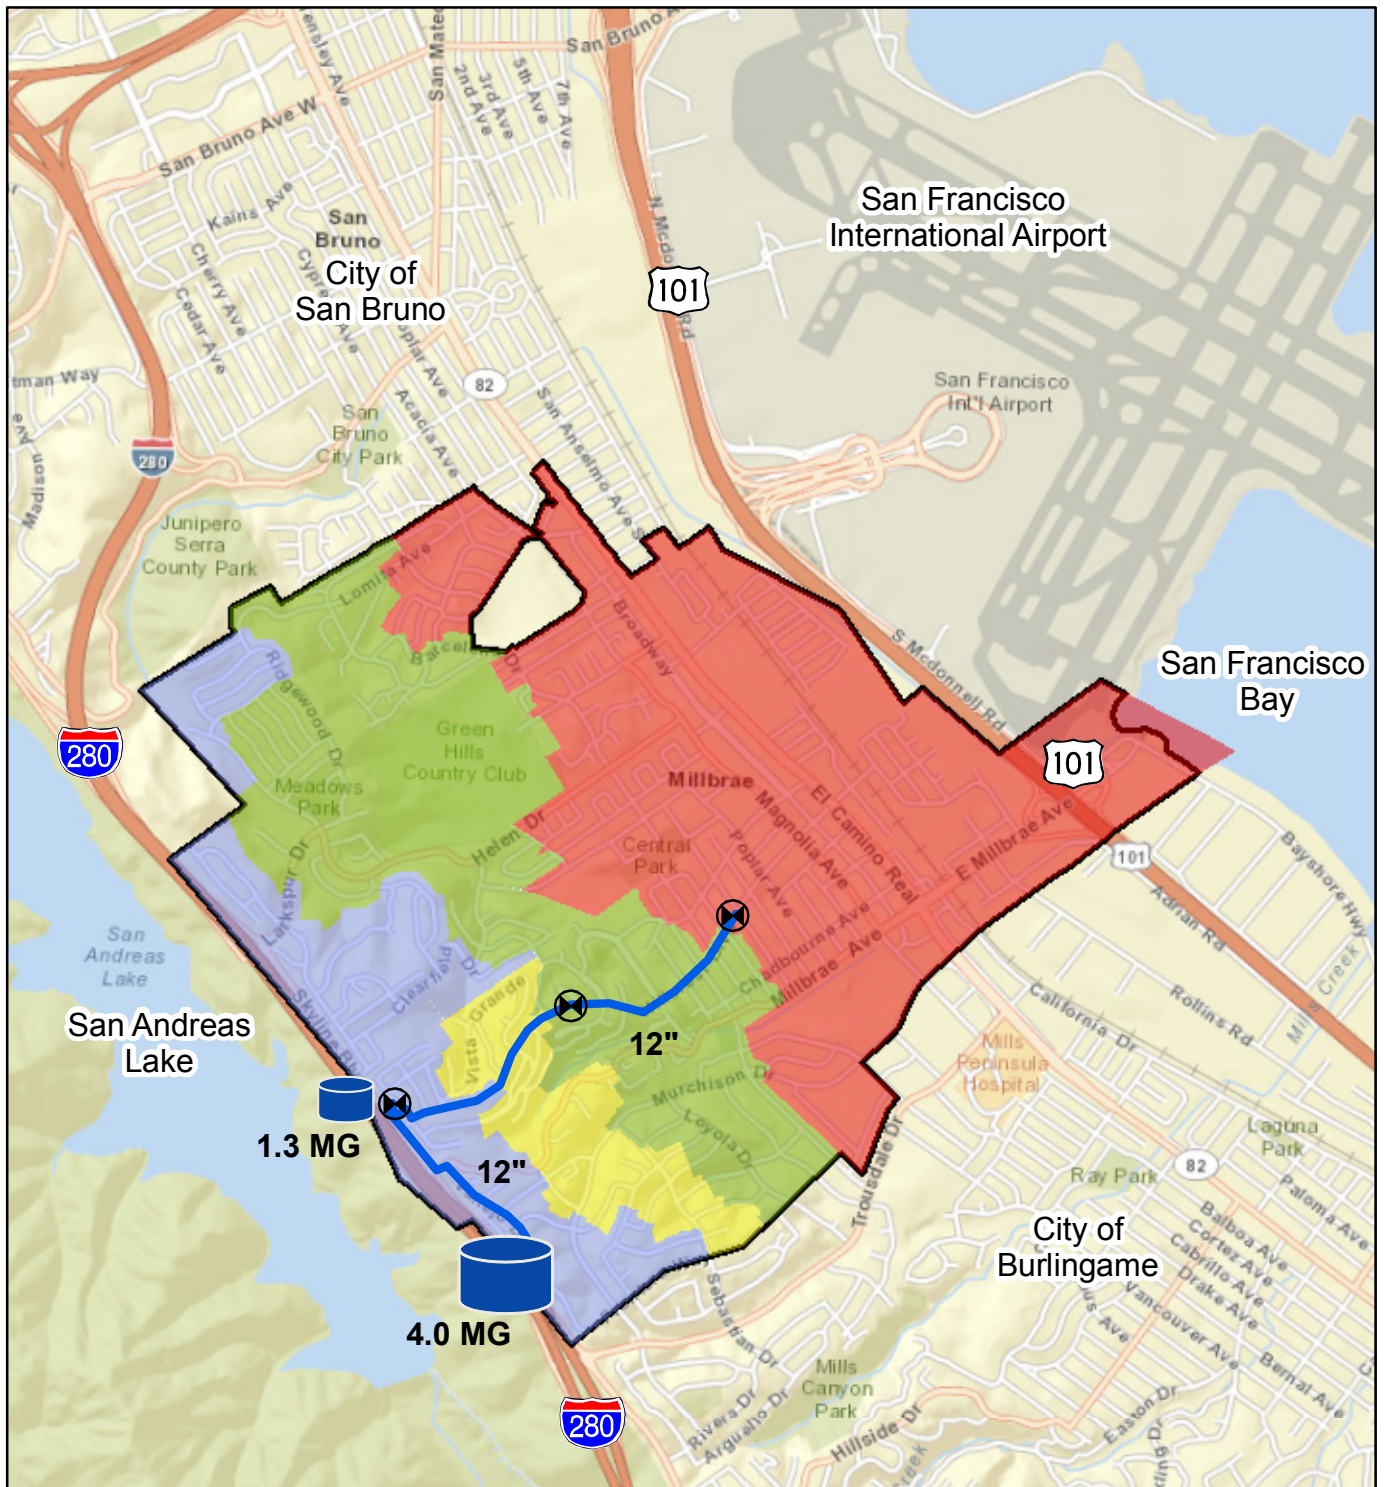 San Bruno Ave W
San Mateo
2nd Ave
3rd Ave
5th Ave
7th Ave
San Bruno A
Kains Ave
San
Bruno
City of
San Bruno
Cherry Ave
Cedar Ave
Acacia Ave
San
Bruno
City Park
82
San Anselmo Ave S
101
San Francisco
International Airport
San Francisco
Int'l Airport
280
Madison Ave
Junipero
Serra
County Park
Lomita Ave
Broadway
S Mcdonnell Rd
San Francisco
Bay
Ridgewood Dr
Green
Hills
Country Club
Meadows
Park
280
Millbrae
Magnolia Ave
El Camino Real
101
E Millbrae Ave
101
Bayshore Hwy
Helen Dr
Central
Park
Poplar Ave
Larkspur Dr
Chadbourne Ave
Millbrae Ave
Adrian Rd
San
Andreas
Lake
San Andreas
Lake
Clearfield Dr
Vista Grande
12"
California Dr
Rollins Rd
Mills
Peninsula
Hospital
Murchison Dr
Loyola Dr
1.3 MG
12"
Trousdale Dr
Laguna
Park
82
Ray Park
Paloma Ave
City of
Burlingame
Balboa Ave
Cortez Ave
Cabrillo Ave
Drake Ave
Vancouver Ave
Bernal Ave
4.0 MG
Sebastian Dr
Mills
Canyon
Park
Rivera Dr
Arguello Dr
Hillside Dr
Easton Dr
Creek
280